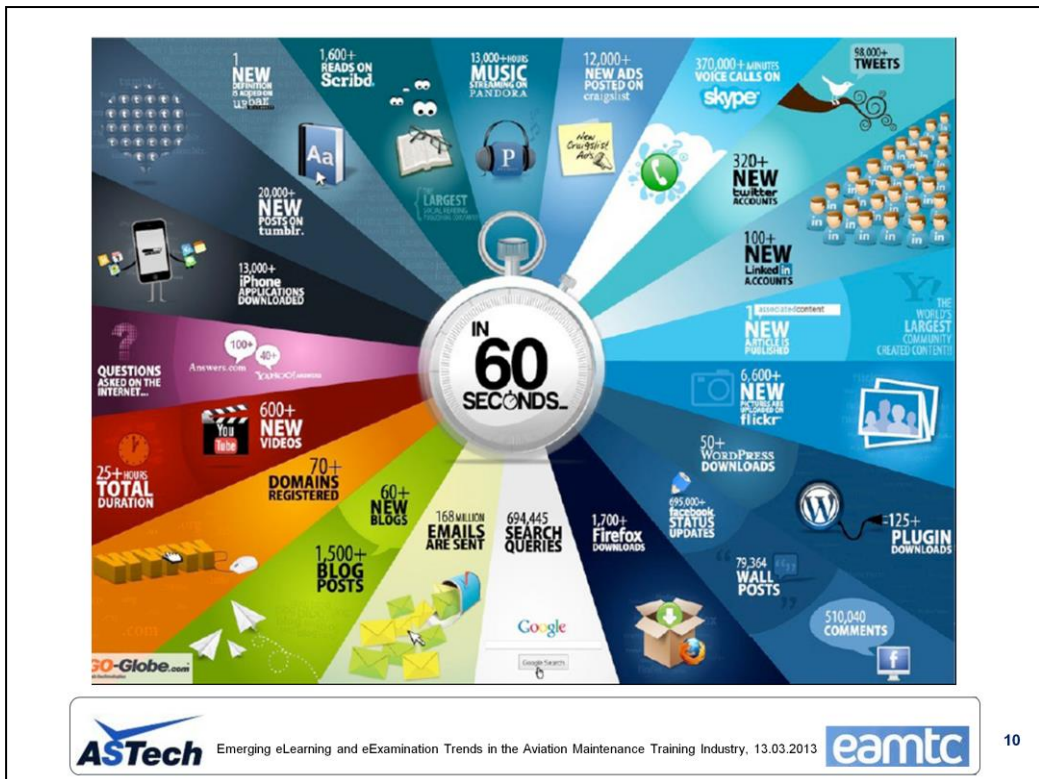 1
NEW
DEFINITION
IS ADDED ON
URBAN
1,600+
READS ON
Scribd.
13,000+ HOURS
MUSIC
STREAMING ON
PANDORA
12,000+
NEW ADS
POSTED ON
craigslist
370,000+ MINUTES
VOICE CALLS ON
skype
98,000+
TWEETS
Aa
P
New
Craigslist
Ads
LARGEST
320+
NEW
twitter
ACCOUNTS
100+
NEW
Linked in
ACCOUNTS
20,000+
NEW
POSTS ON
tumblr.
13,000+
iPhone
APPLICATIONS
DOWNLOADED
associatedcontent
NEW
ARTICLE IS
PUBLISHED
Y!
THE
WORLD'S
LARGEST
COMMUNITY
CREATED CONTENT!!
IN
60
SECONDS...
?
QUESTIONS
ASKED ON THE
INTERNET...
100+
Answers.com
40+
YAHOO! ANSWERS
6,600+
NEW
PICTURES ARE
UPLOADED ON
flickr
600+
NEW
VIDEOS
You
Tube
25+ HOURS
TOTAL
DURATION
50+
WORDPRESS
DOWNLOADS
W
125+
PLUGIN
DOWNLOADS
70+
DOMAINS
REGISTERED
WWW
.com
60+
NEW
BLOGS
1,500+
BLOG
POSTS
168 MILLION
EMAILS
ARE SENT
694,445
SEARCH
QUERIES
Google
Google Search
1,700+
Firefox
DOWNLOADS
695,000+
facebook
STATUS
UPDATES
79,364
WALL
POSTS
510,040
COMMENTS
f
GO-Globe.com
ASTech
Emerging eLearning and eExamination Trends in the Aviation Maintenance Training Industry, 13.03.2013
eamtc
10